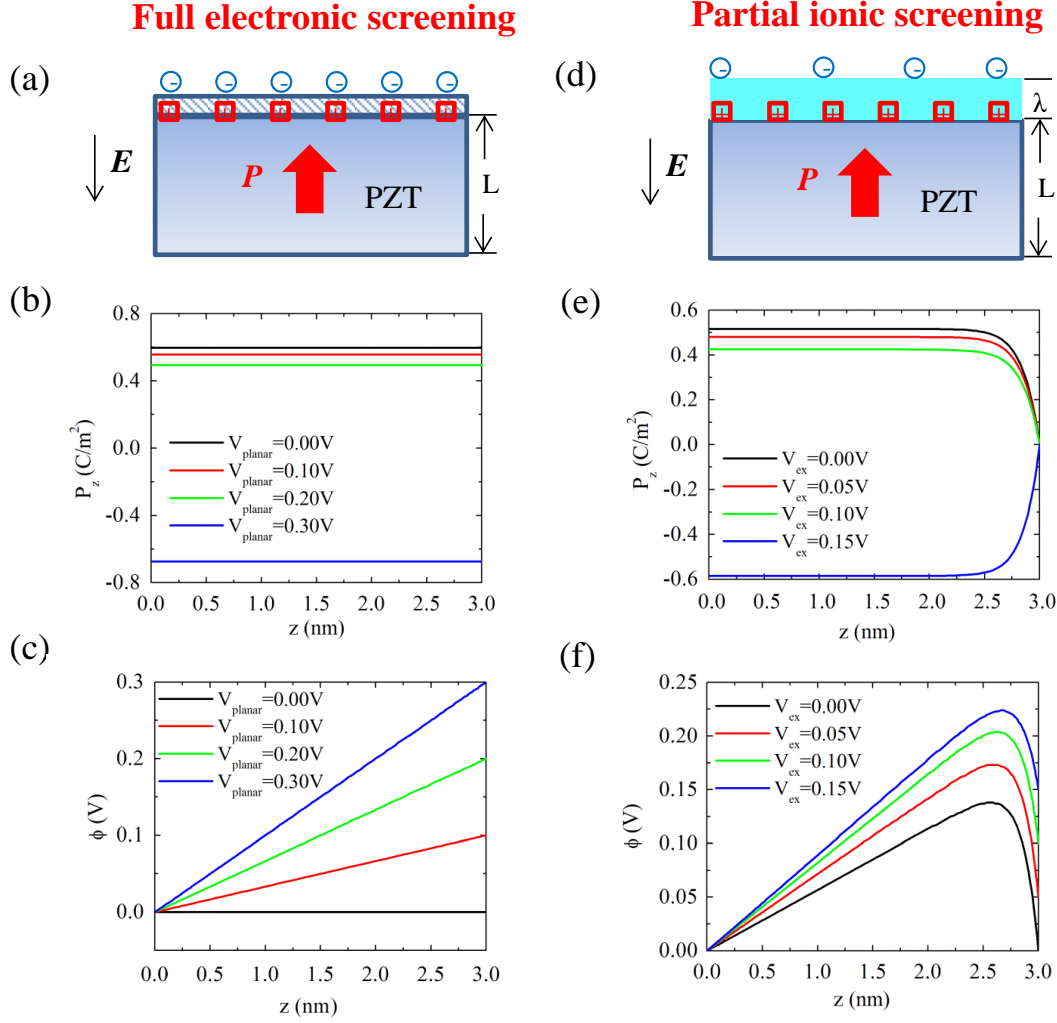 Full electronic screening
Partial ionic screening
(a)
E
P
PZT
L
(d)
λ
E
P
PZT
L
(b)
0.8
0.4
0.0
-0.4
-0.8
P_z (C/m²)
V_planar=0.00V
V_planar=0.10V
V_planar=0.20V
V_planar=0.30V
0.0 0.5 1.0 1.5 2.0 2.5 3.0
z (nm)
(e)
0.6
0.4
0.2
0.0
-0.2
-0.4
-0.6
P_z (C/m²)
V_ex=0.00V
V_ex=0.05V
V_ex=0.10V
V_ex=0.15V
0.0 0.5 1.0 1.5 2.0 2.5 3.0
z (nm)
(c)
0.3
0.2
0.1
0.0
ϕ (V)
V_planar=0.00V
V_planar=0.10V
V_planar=0.20V
V_planar=0.30V
0.0 0.5 1.0 1.5 2.0 2.5 3.0
z (nm)
(f)
0.25
0.20
0.15
0.10
0.05
0.00
ϕ (V)
V_ex=0.00V
V_ex=0.05V
V_ex=0.10V
V_ex=0.15V
0.0 0.5 1.0 1.5 2.0 2.5 3.0
z (nm)